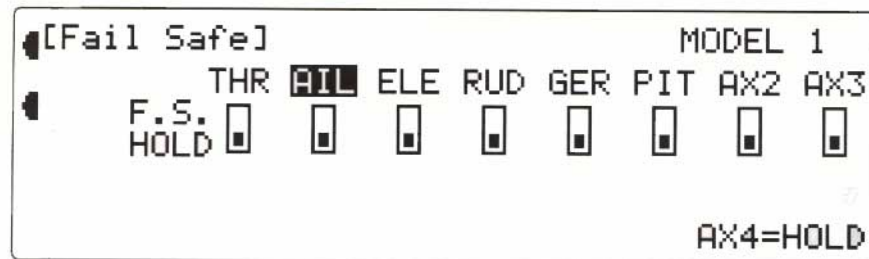 [Fail Safe] MODEL 1
THR AIL ELE RUD GER PIT AX2 AX3
F.S.
HOLD
AX4=HOLD